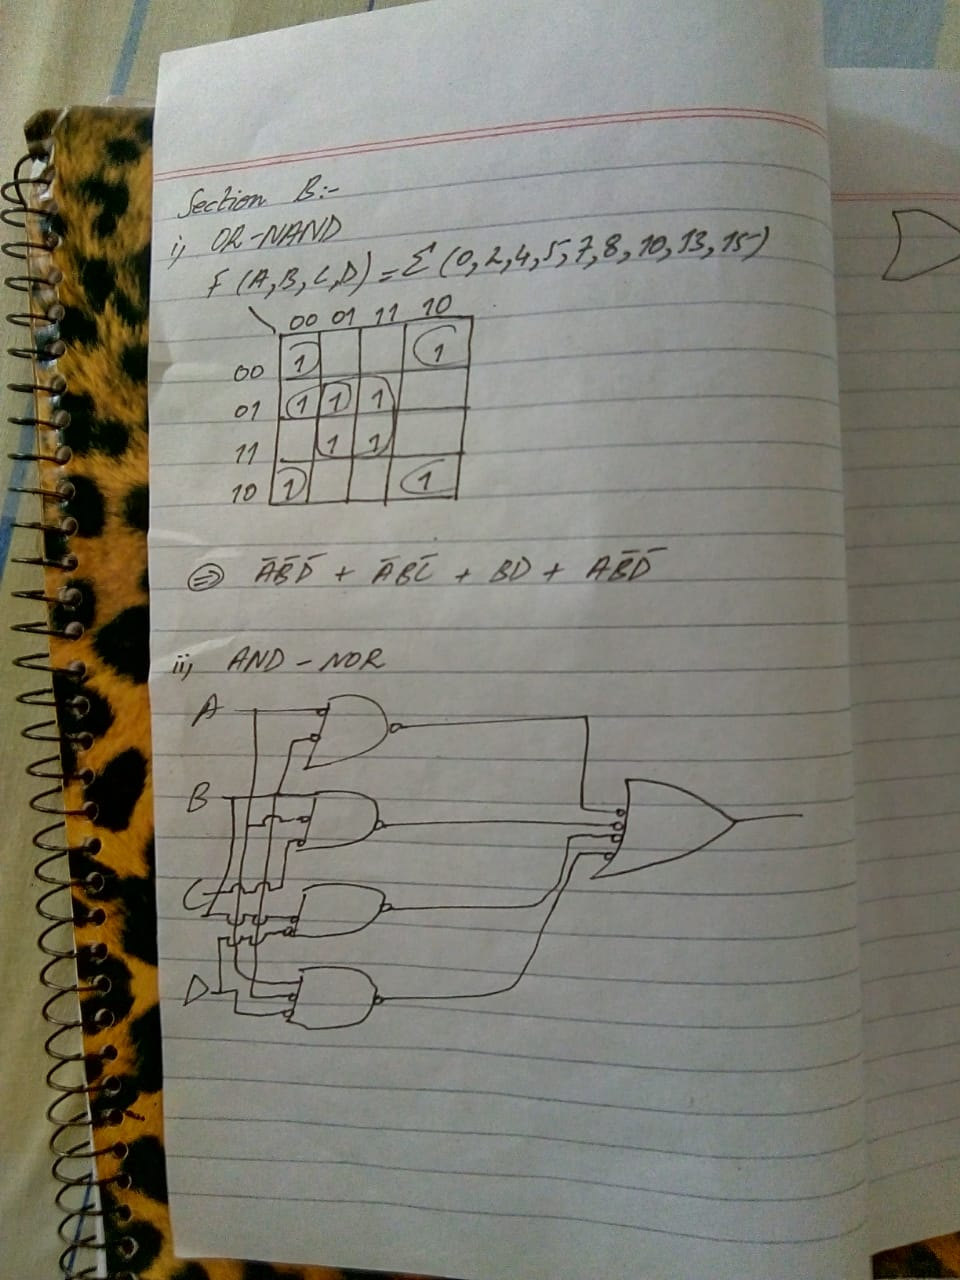 Section B:-
i, OR-NAND
f (A,B,C,D) = Σ (0,2,4,5,7,8,10,13,15)
00 01 11 10
00 1 1
01 1 1 1
11 1 1
10 1 1
⇒ A̅B̅D̅ + A̅BC̅ + BD + AB̅D̅
ii, AND-NOR
A
B
C
D